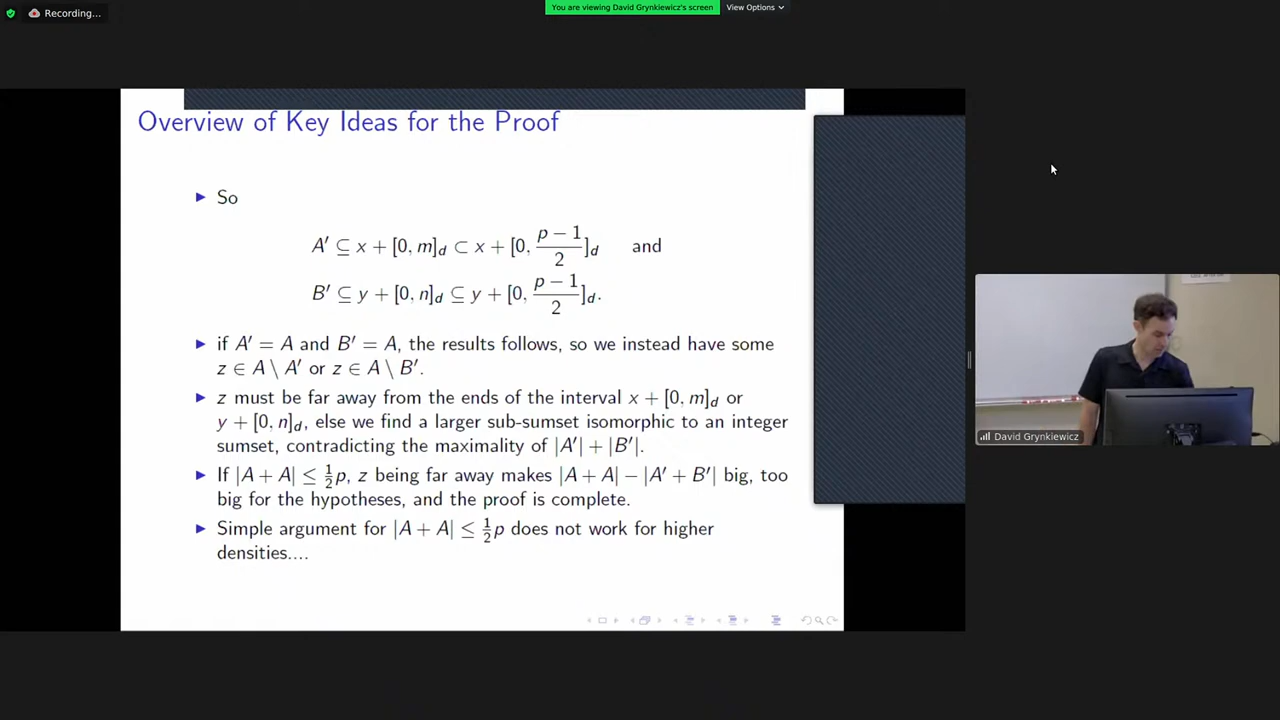 Recording...
You are viewing David Grynkiewicz's screen
View Options
Overview of Key Ideas for the Proof
▶ So
A′ ⊆ x + [0, m]_d ⊂ x + [0, (p − 1)/2]_d and
B′ ⊆ y + [0, n]_d ⊆ y + [0, (p − 1)/2]_d.
▶ if A′ = A and B′ = A, the results follows, so we instead have some
z ∈ A \ A′ or z ∈ A \ B′.
▶ z must be far away from the ends of the interval x + [0, m]_d or
y + [0, n]_d, else we find a larger sub-sumset isomorphic to an integer
sumset, contradicting the maximality of |A′| + |B′|.
▶ If |A + A| ≤ ½p, z being far away makes |A + A| − |A′ + B′| big, too
big for the hypotheses, and the proof is complete.
▶ Simple argument for |A + A| ≤ ½p does not work for higher
densities....
David Grynkiewicz